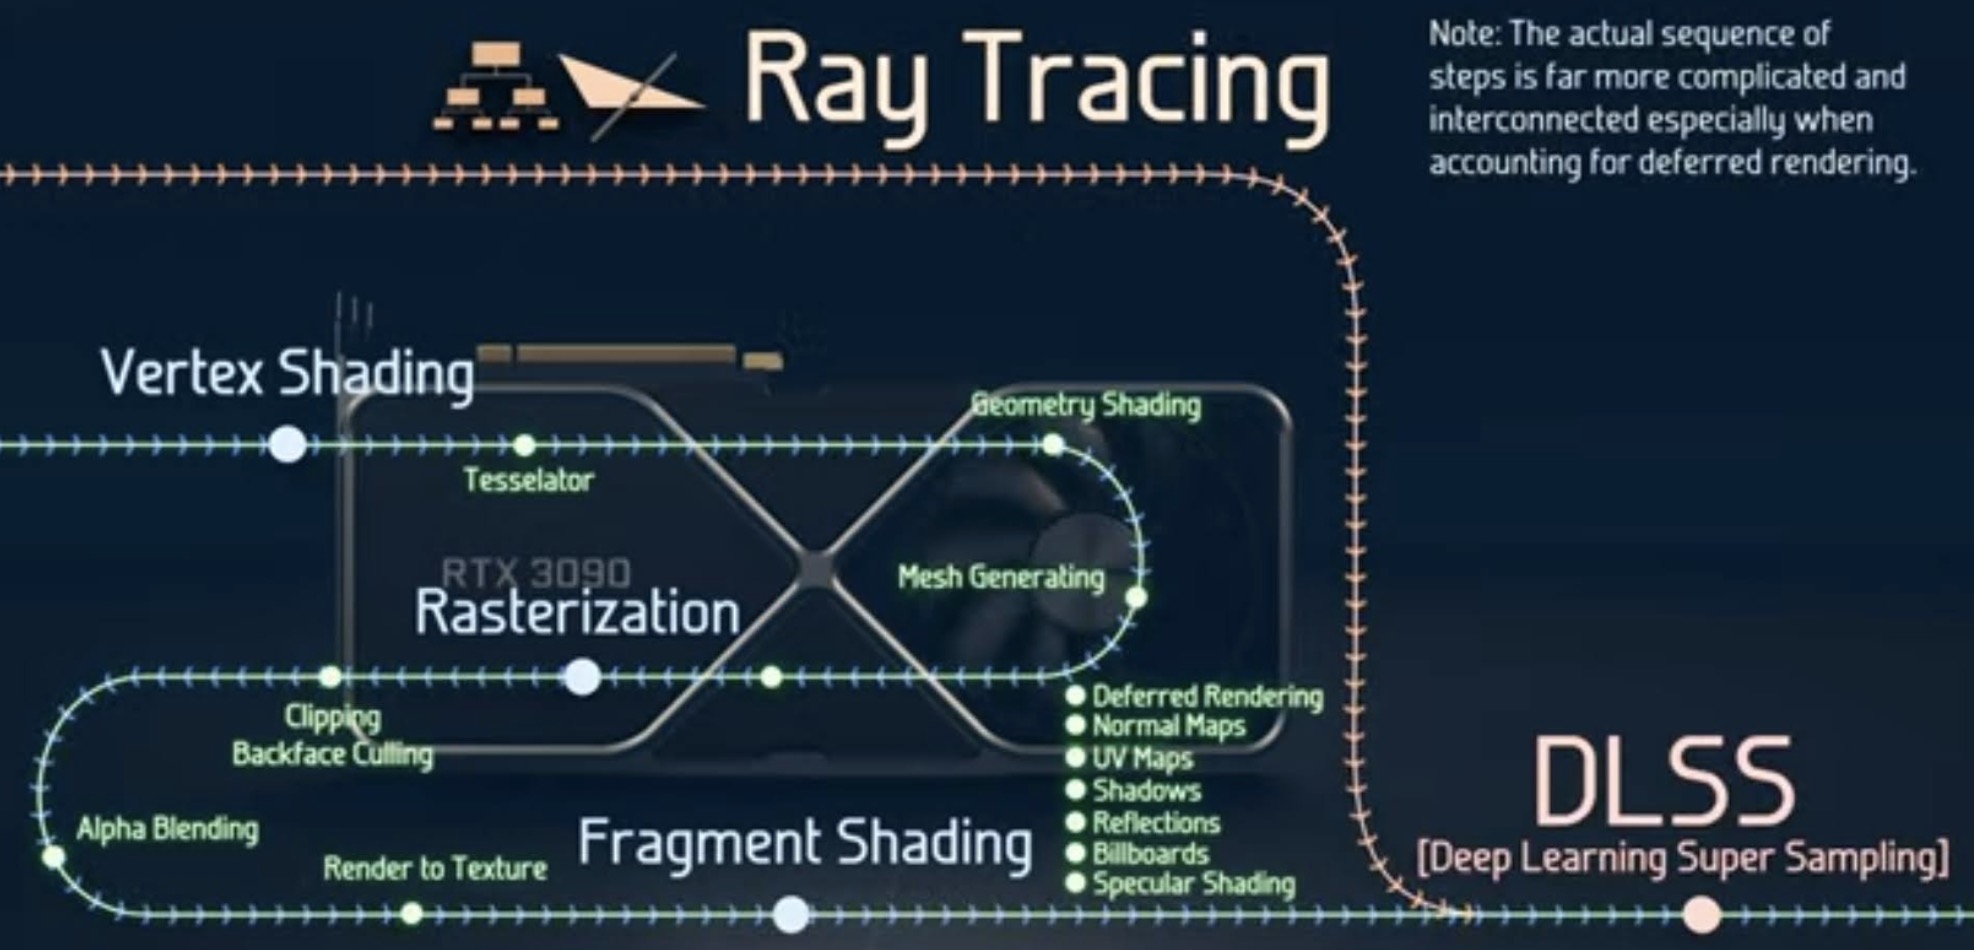 Ray Tracing
Note: The actual sequence of
steps is far more complicated and
interconnected especially when
accounting for deferred rendering.
Vertex Shading
Geometry Shading
Tesselator
RTX 3090
Mesh Generating
Rasterization
Deferred Rendering
Normal Maps
UV Maps
Shadows
Reflections
Billboards
Specular Shading
Clipping
Backface Culling
Alpha Blending
Render to Texture
Fragment Shading
DLSS
[Deep Learning Super Sampling]